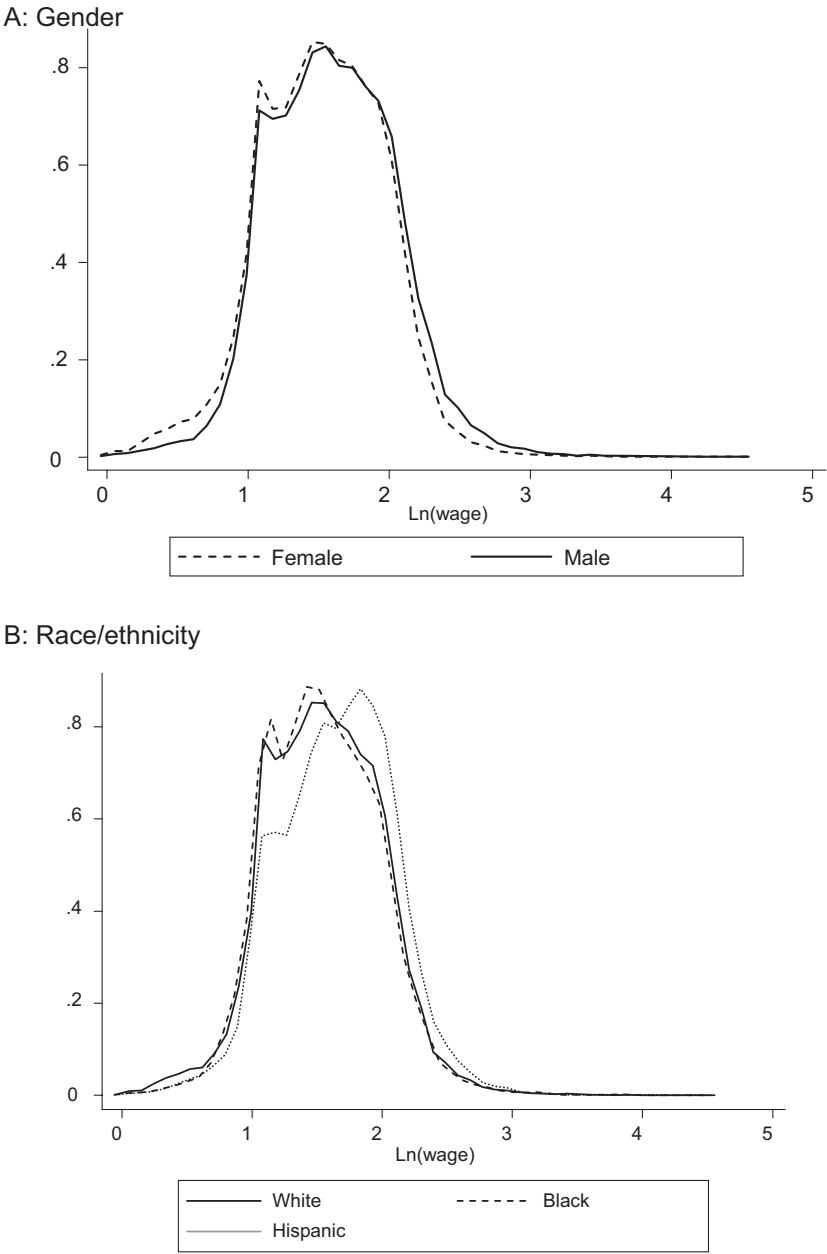 A: Gender
.8
.6
.4
.2
0
0 1 2 3 4 5
Ln(wage)
Female Male
B: Race/ethnicity
.8
.6
.4
.2
0
0 1 2 3 4 5
Ln(wage)
White Black
Hispanic